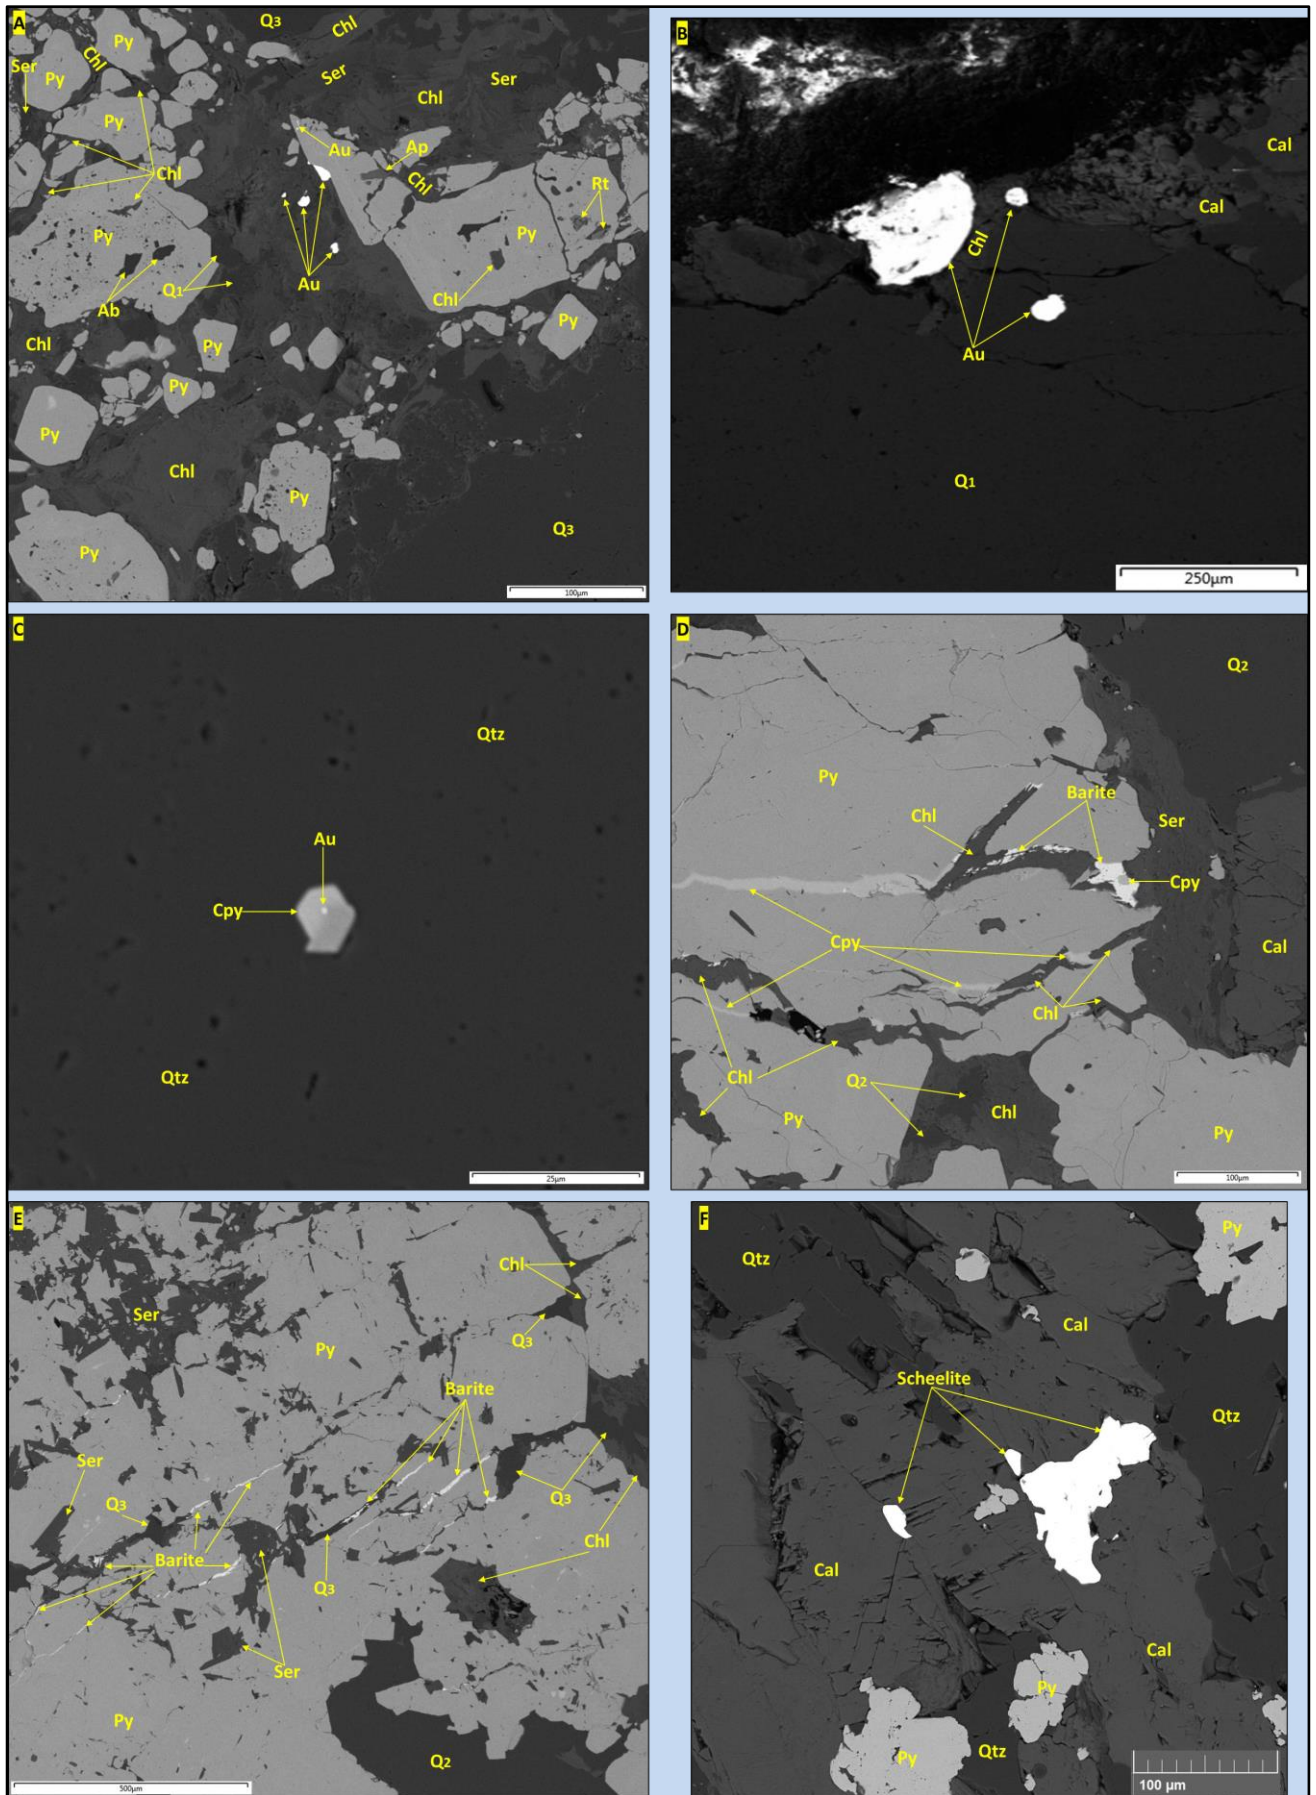 A
Q3
Chl
Py
Chl
Ser
Py
Ser
Ser
Chl
Py
Au
Ap
Chl
Chl
Rt
Py
Py
Au
Chl
Ab
Q1
Py
Chl
Py
Py
Py
Chl
Py
Q3
Py
100µm
B
Cal
Cal
Chl
Au
Q1
250µm
C
Qtz
Au
Cpy
Qtz
25µm
D
Q2
Py
Barite
Chl
Ser
Cpy
Cpy
Cal
Chl
Chl
Q2
Chl
Py
Py
100µm
E
Chl
Ser
Q3
Py
Barite
Ser
Q3
Q3
Barite
Chl
Q3
Ser
Py
Q2
500µm
F
Py
Qtz
Cal
Scheelite
Qtz
Cal
Cal
Py
Py
Qtz
100 µm